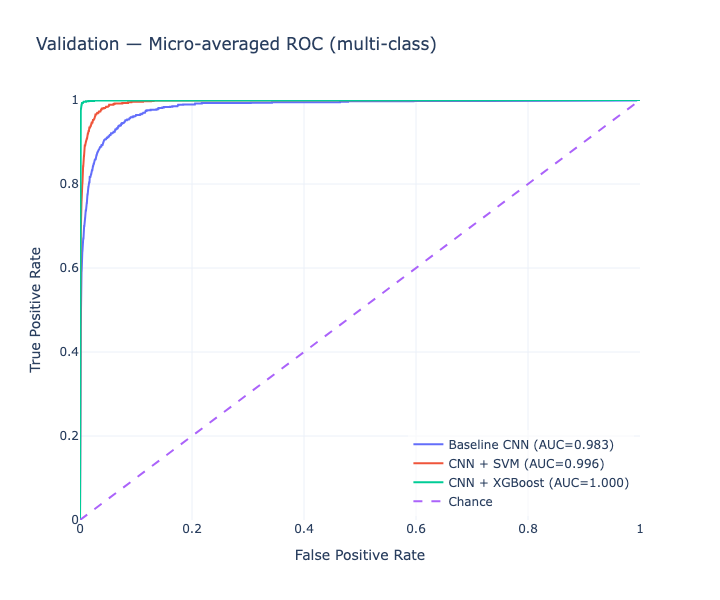 Validation — Micro-averaged ROC (multi-class)
1
0.8
0.6
0.4
0.2
0
True Positive Rate
Baseline CNN (AUC=0.983)
CNN + SVM (AUC=0.996)
CNN + XGBoost (AUC=1.000)
Chance
0 0.2 0.4 0.6 0.8 1
False Positive Rate